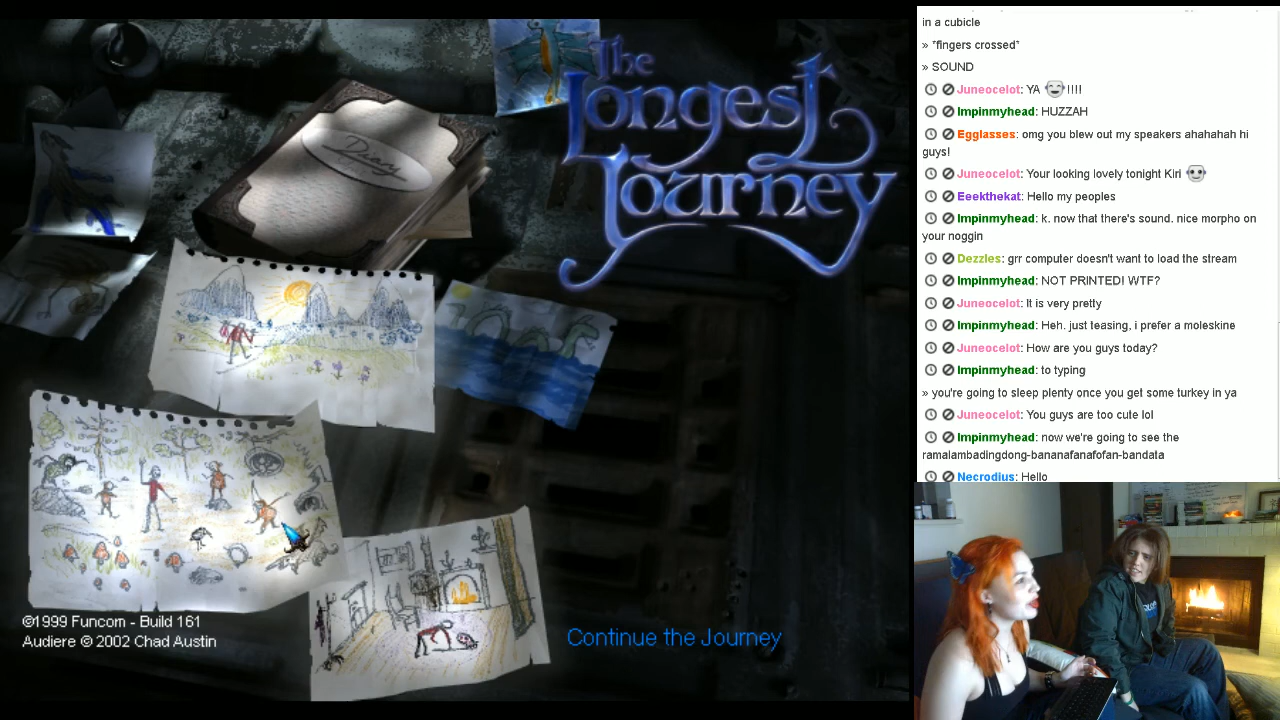 The
Longest
Journey
Diary
©1999 Funcom - Build 161
Audiere © 2002 Chad Austin
Continue the Journey
in a cubicle
» *fingers crossed*
» SOUND
Juneocelot: YA !!!!
Impinmyhead: HUZZAH
Egglasses: omg you blew out my speakers ahahahah hi
guys!
Juneocelot: Your looking lovely tonight Kiri
Eeekthekat: Hello my peoples
Impinmyhead: k. now that there's sound. nice morpho on
your noggin
Dezzles: grr computer doesn't want to load the stream
Impinmyhead: NOT PRINTED! WTF?
Juneocelot: It is very pretty
Impinmyhead: Heh. just teasing, i prefer a moleskine
Juneocelot: How are you guys today?
Impinmyhead: to typing
» you're going to sleep plenty once you get some turkey in ya
Juneocelot: You guys are too cute lol
Impinmyhead: now we're going to see the
ramalambadingdong-bananafanafofan-bandata
Necrodius: Hello